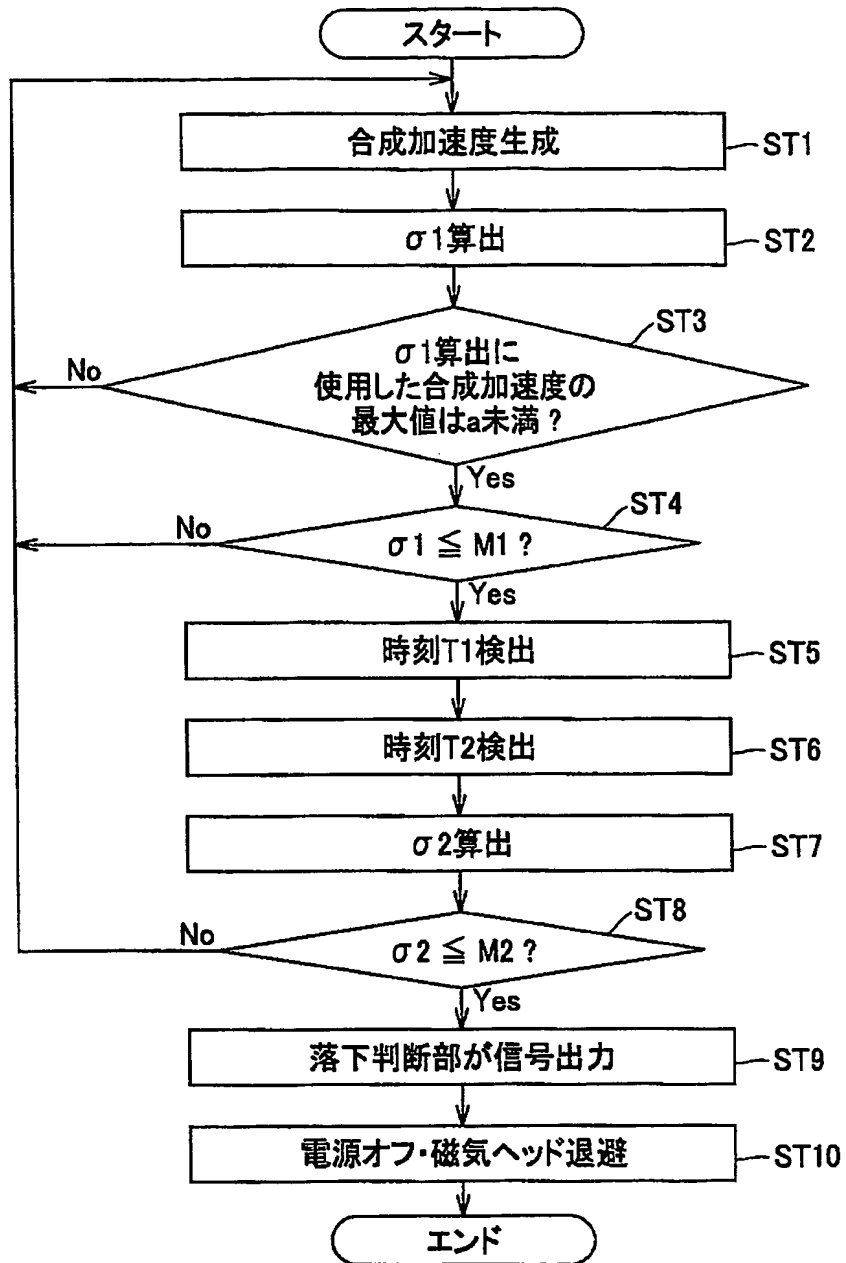 スタート
合成加速度生成
ST1
σ1算出
ST2
ST3
σ1算出に
使用した合成加速度の
最大値はa未満?
No
Yes
ST4
σ1≦M1?
No
Yes
時刻T1検出
ST5
時刻T2検出
ST6
σ2算出
ST7
ST8
σ2≦M2?
No
Yes
落下判断部が信号出力
ST9
電源オフ・磁気ヘッド退避
ST10
エンド